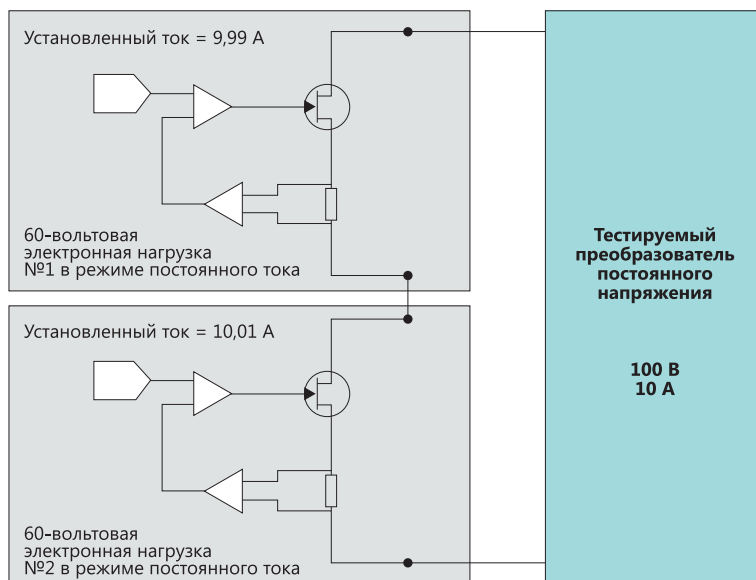 Установленный ток = 9,99 А
60-вольтовая
электронная нагрузка
№1 в режиме постоянного тока
Тестируемый
преобразователь
постоянного
напряжения
100 В
10 А
Установленный ток = 10,01 А
60-вольтовая
электронная нагрузка
№2 в режиме постоянного тока